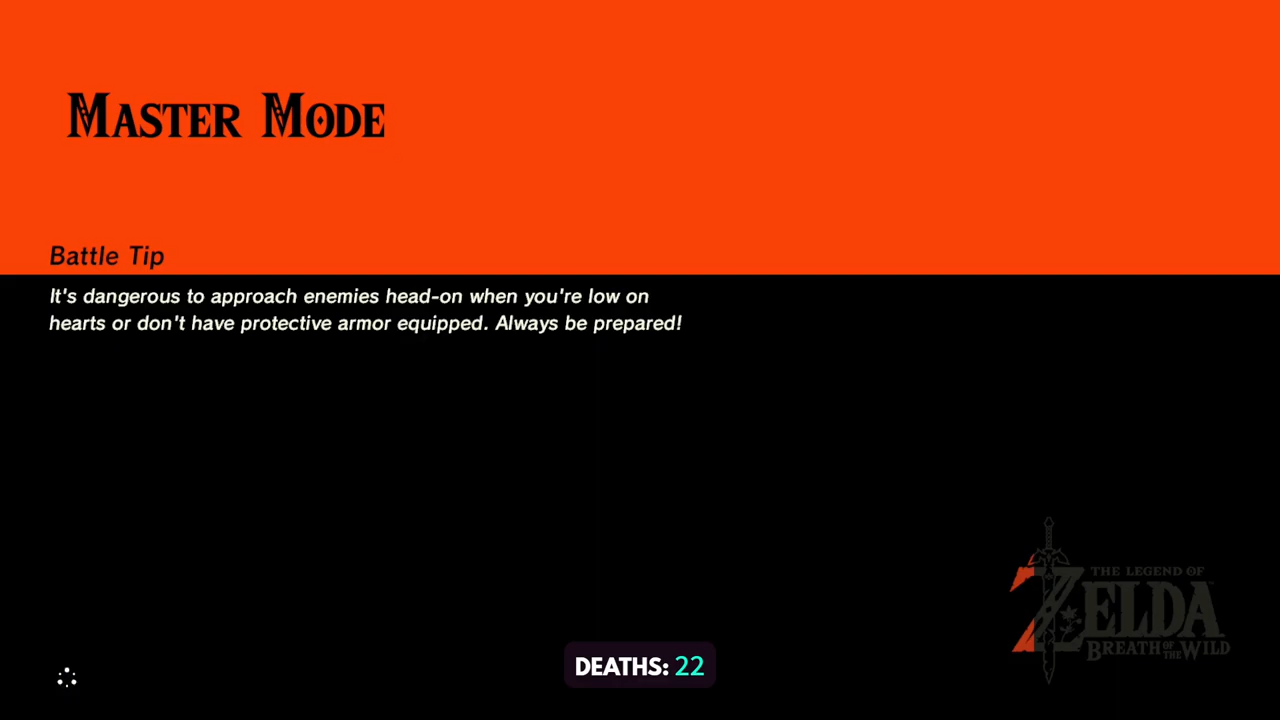 MASTER MODE
Battle Tip
It's dangerous to approach enemies head-on when you're low on
hearts or don't have protective armor equipped. Always be prepared!
THE LEGEND OF
ZELDA
BREATH OF THE WILD
DEATHS: 22